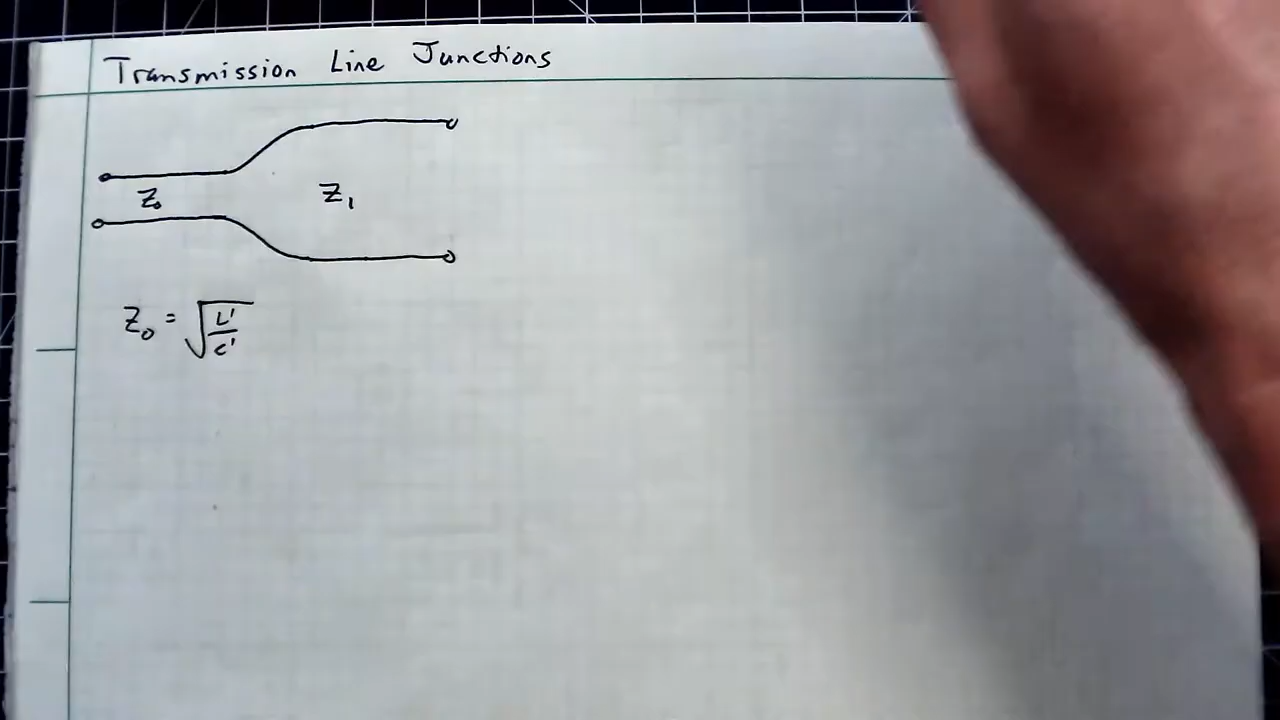 Transmission Line Junctions
Z₀ Z₁
Z₀ = √(L'/C')